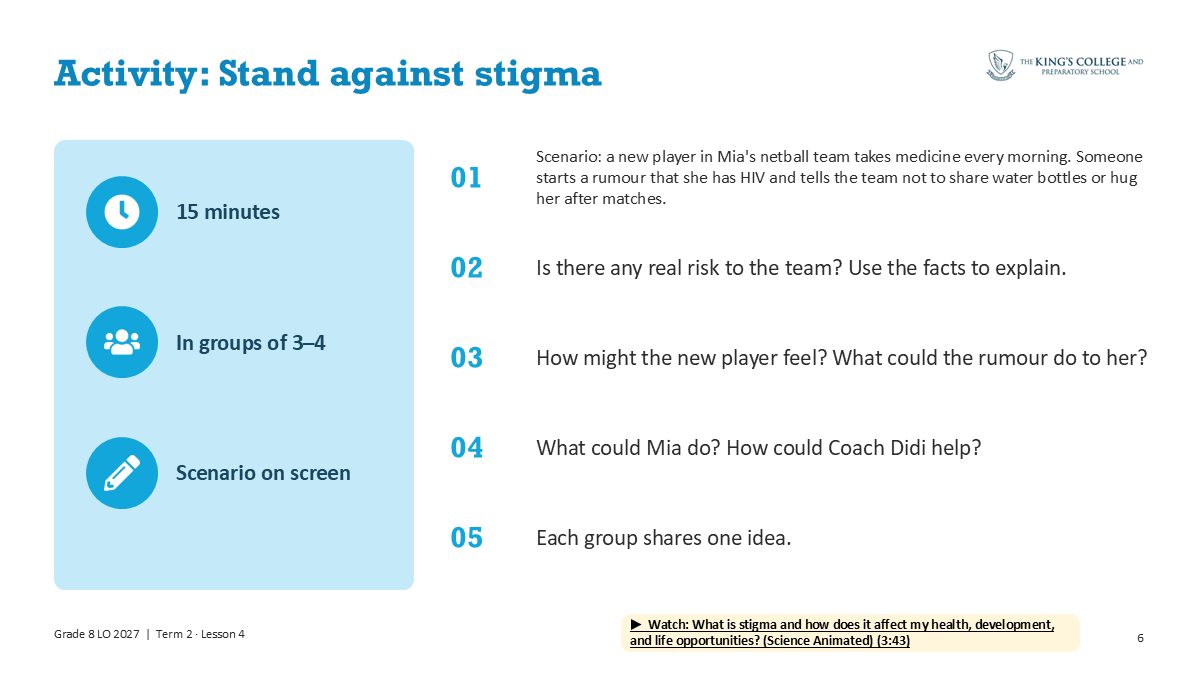 Activity: Stand against stigma
THE KING'S COLLEGE AND
PREPARATORY SCHOOL
15 minutes
In groups of 3–4
Scenario on screen
01
Scenario: a new player in Mia's netball team takes medicine every morning. Someone
starts a rumour that she has HIV and tells the team not to share water bottles or hug
her after matches.
02
Is there any real risk to the team? Use the facts to explain.
03
How might the new player feel? What could the rumour do to her?
04
What could Mia do? How could Coach Didi help?
05
Each group shares one idea.
Grade 8 LO 2027 | Term 2 · Lesson 4
▶ Watch: What is stigma and how does it affect my health, development,
and life opportunities? (Science Animated) (3:43)
6